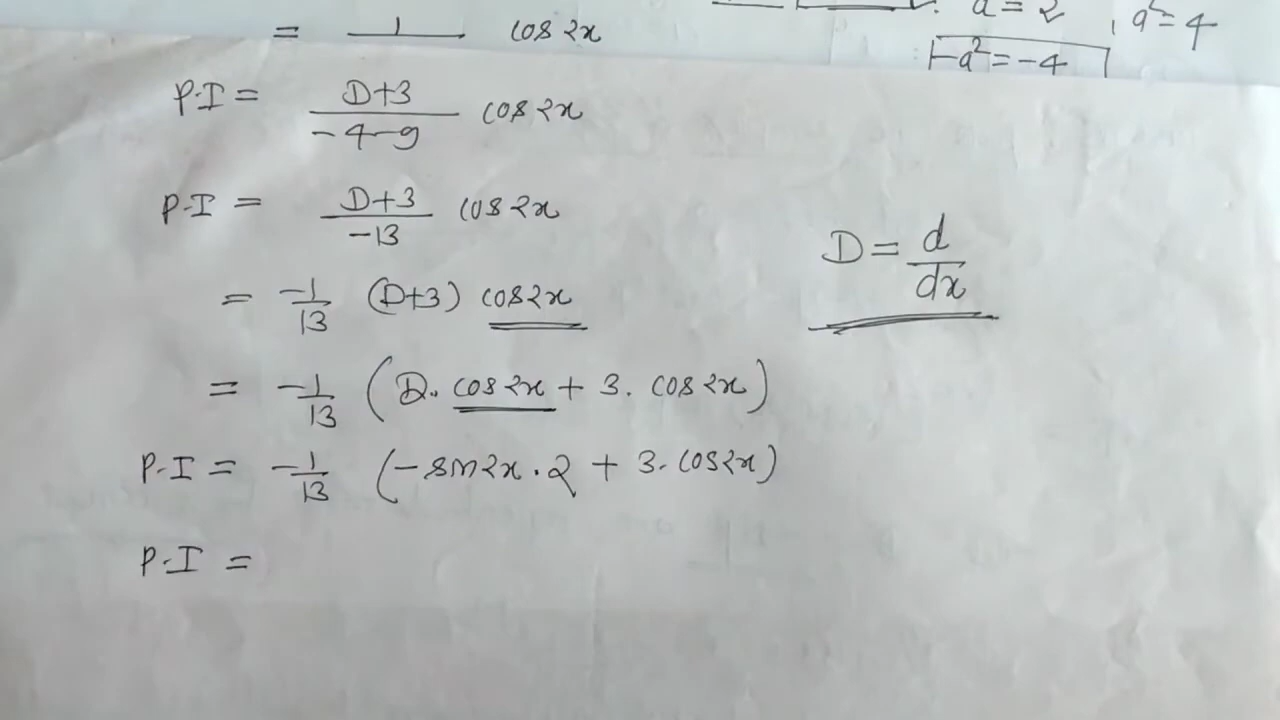 a = 2 , a² = 4
= 1/ cos 2x
-a² = -4
P.I = D+3/-4-9 cos 2x
P.I = D+3/-13 cos 2x
D = d/dx
= -1/13 (D+3) cos 2x
= -1/13 (D. cos 2x + 3. cos 2x)
P.I = -1/13 (-sin 2x . 2 + 3. cos 2x)
P.I =